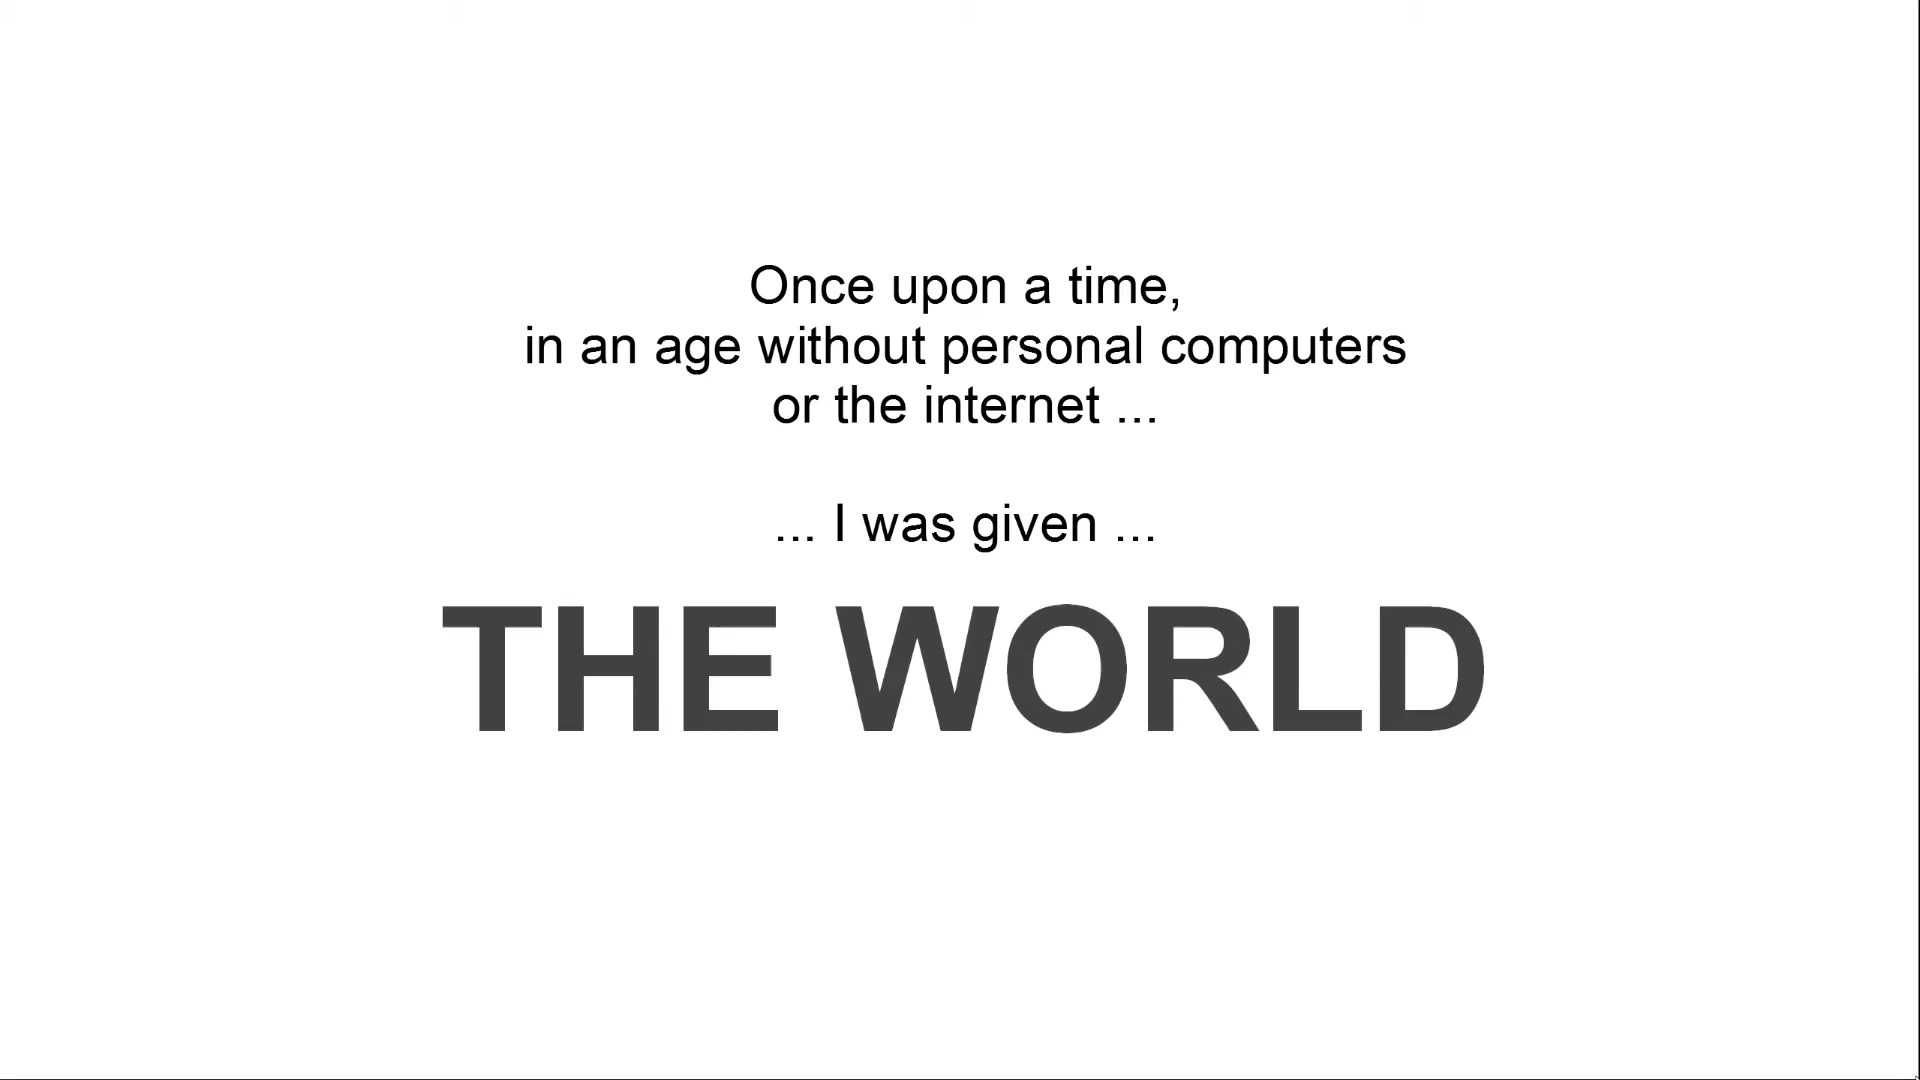 Once upon a time,
in an age without personal computers
or the internet ...
... I was given ...
THE WORLD